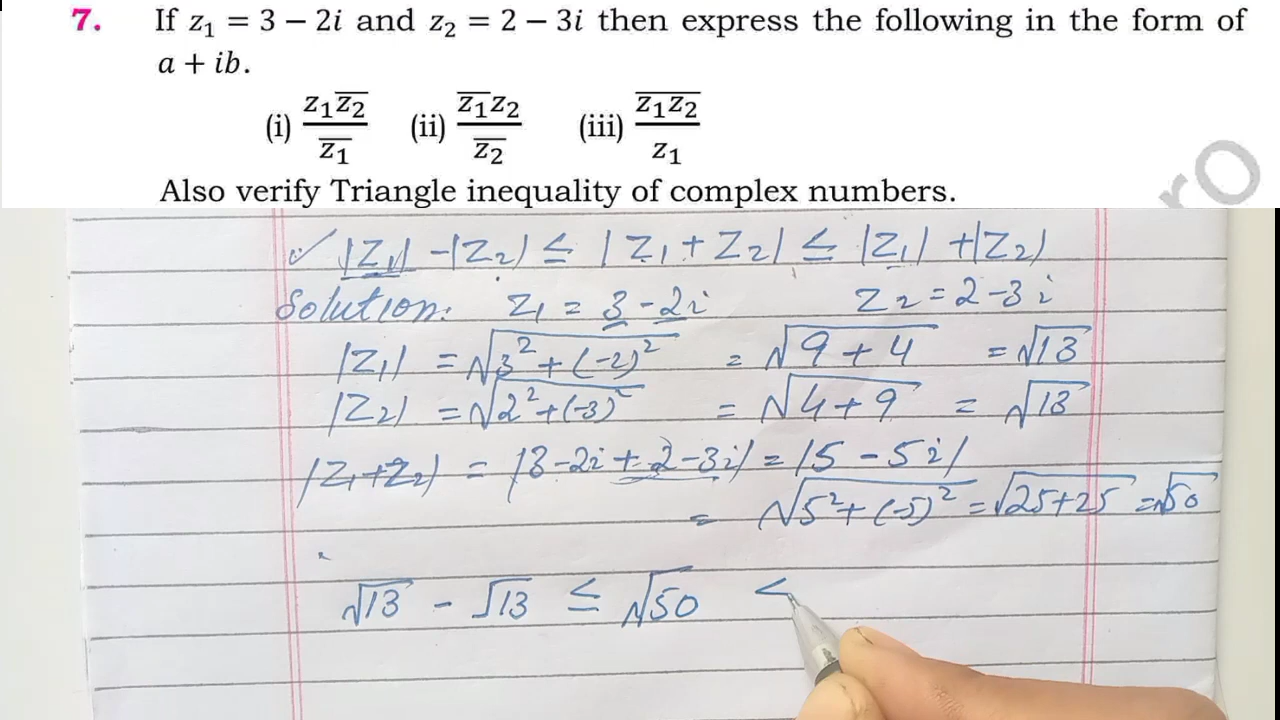 7. If z₁ = 3 − 2i and z₂ = 2 − 3i then express the following in the form of
a + ib.
(i) z₁z̅₂/z̅₁ (ii) z̅₁z₂/z̅₂ (iii) \overline{z₁z₂}/z₁
Also verify Triangle inequality of complex numbers.
✓ |Z₁| - |Z₂| ≤ |Z₁ + Z₂| ≤ |Z₁| + |Z₂|
Solution: Z₁ = 3 - 2i Z₂ = 2 - 3i
|Z₁| = √(3² + (-2)²) = √(9 + 4) = √13
|Z₂| = √(2² + (-3)²) = √(4 + 9) = √13
|Z₁+Z₂| = |3 - 2i + 2 - 3i| = |5 - 5i|
= √(5² + (-5)²) = √(25+25) = √50
√13 - √13 ≤ √50 <